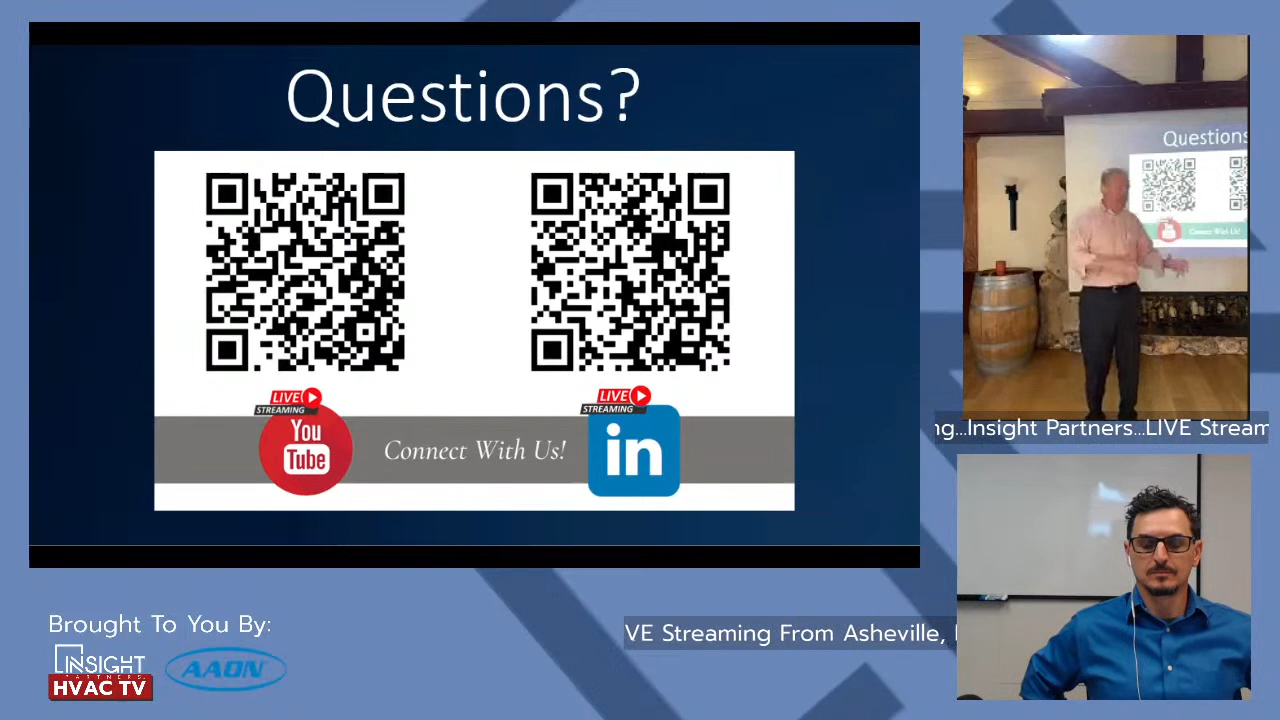 Questions?
LIVE
STREAMING
You
Tube
Connect With Us!
LIVE
STREAMING
in
Questions
Connect With Us!
ng...Insight Partners...LIVE Stream
Brought To You By:
INSIGHT
PARTNERS
HVAC TV
AAON
VE Streaming From Asheville,